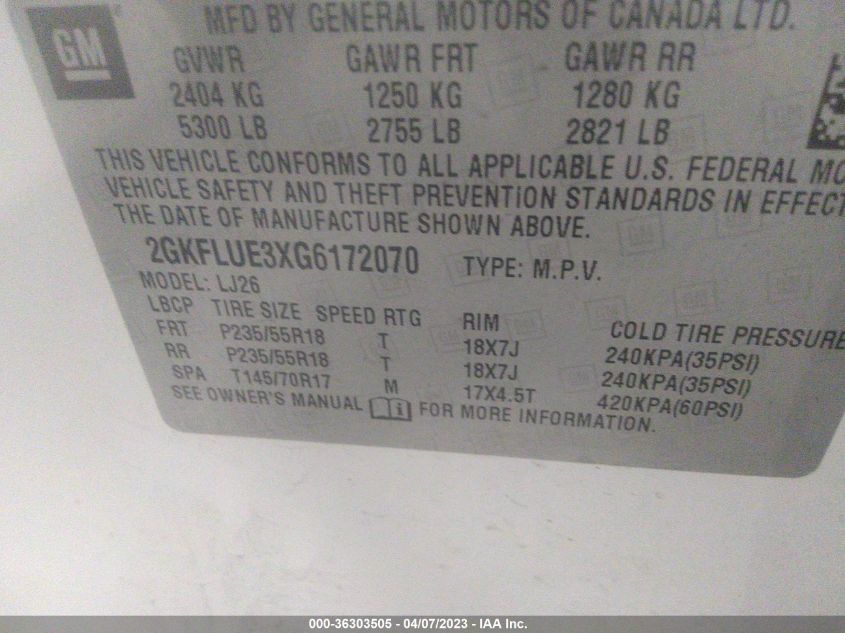 MFD BY GENERAL MOTORS OF CANADA LTD.
GM
GVWR GAWR FRT GAWR RR
2404 KG 1250 KG 1280 KG
5300 LB 2755 LB 2821 LB
THIS VEHICLE CONFORMS TO ALL APPLICABLE U.S. FEDERAL MO
VEHICLE SAFETY AND THEFT PREVENTION STANDARDS IN EFFECT
THE DATE OF MANUFACTURE SHOWN ABOVE.
2GKFLUE3XG6172070 TYPE: M.P.V.
MODEL: LJ26
LBCP TIRE SIZE SPEED RTG RIM COLD TIRE PRESSURE
FRT P235/55R18 T 18X7J 240KPA(35PSI)
RR P235/55R18 T 18X7J 240KPA(35PSI)
SPA T145/70R17 M 17X4.5T 420KPA(60PSI)
SEE OWNER'S MANUAL i FOR MORE INFORMATION.
000-36303505 - 04/07/2023 - IAA Inc.